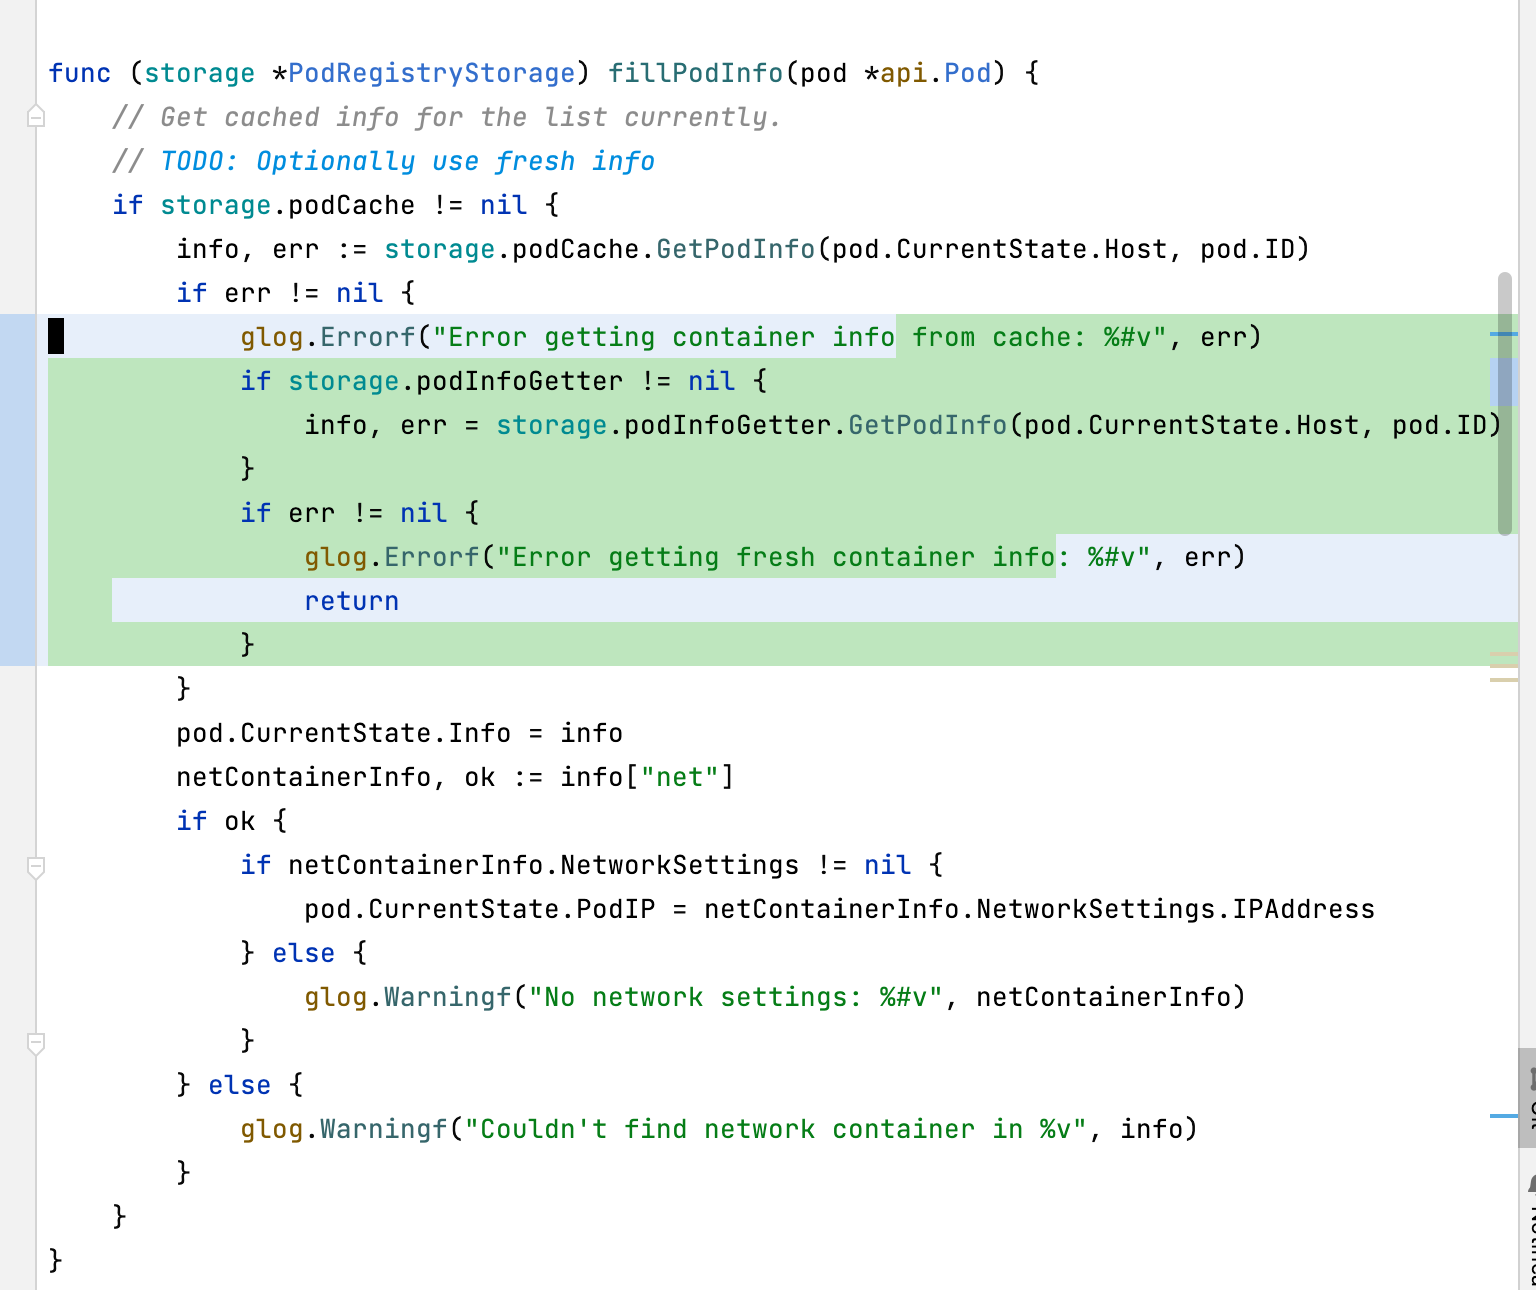 func (storage *PodRegistryStorage) fillPodInfo(pod *api.Pod) {
    // Get cached info for the list currently.
    // TODO: Optionally use fresh info
    if storage.podCache != nil {
        info, err := storage.podCache.GetPodInfo(pod.CurrentState.Host, pod.ID)
        if err != nil {
            glog.Errorf("Error getting container info from cache: %#v", err)
            if storage.podInfoGetter != nil {
                info, err = storage.podInfoGetter.GetPodInfo(pod.CurrentState.Host, pod.ID)
            }
            if err != nil {
                glog.Errorf("Error getting fresh container info: %#v", err)
                return
            }
        }
        pod.CurrentState.Info = info
        netContainerInfo, ok := info["net"]
        if ok {
            if netContainerInfo.NetworkSettings != nil {
                pod.CurrentState.PodIP = netContainerInfo.NetworkSettings.IPAddress
            } else {
                glog.Warningf("No network settings: %#v", netContainerInfo)
            }
        } else {
            glog.Warningf("Couldn't find network container in %v", info)
        }
    }
}